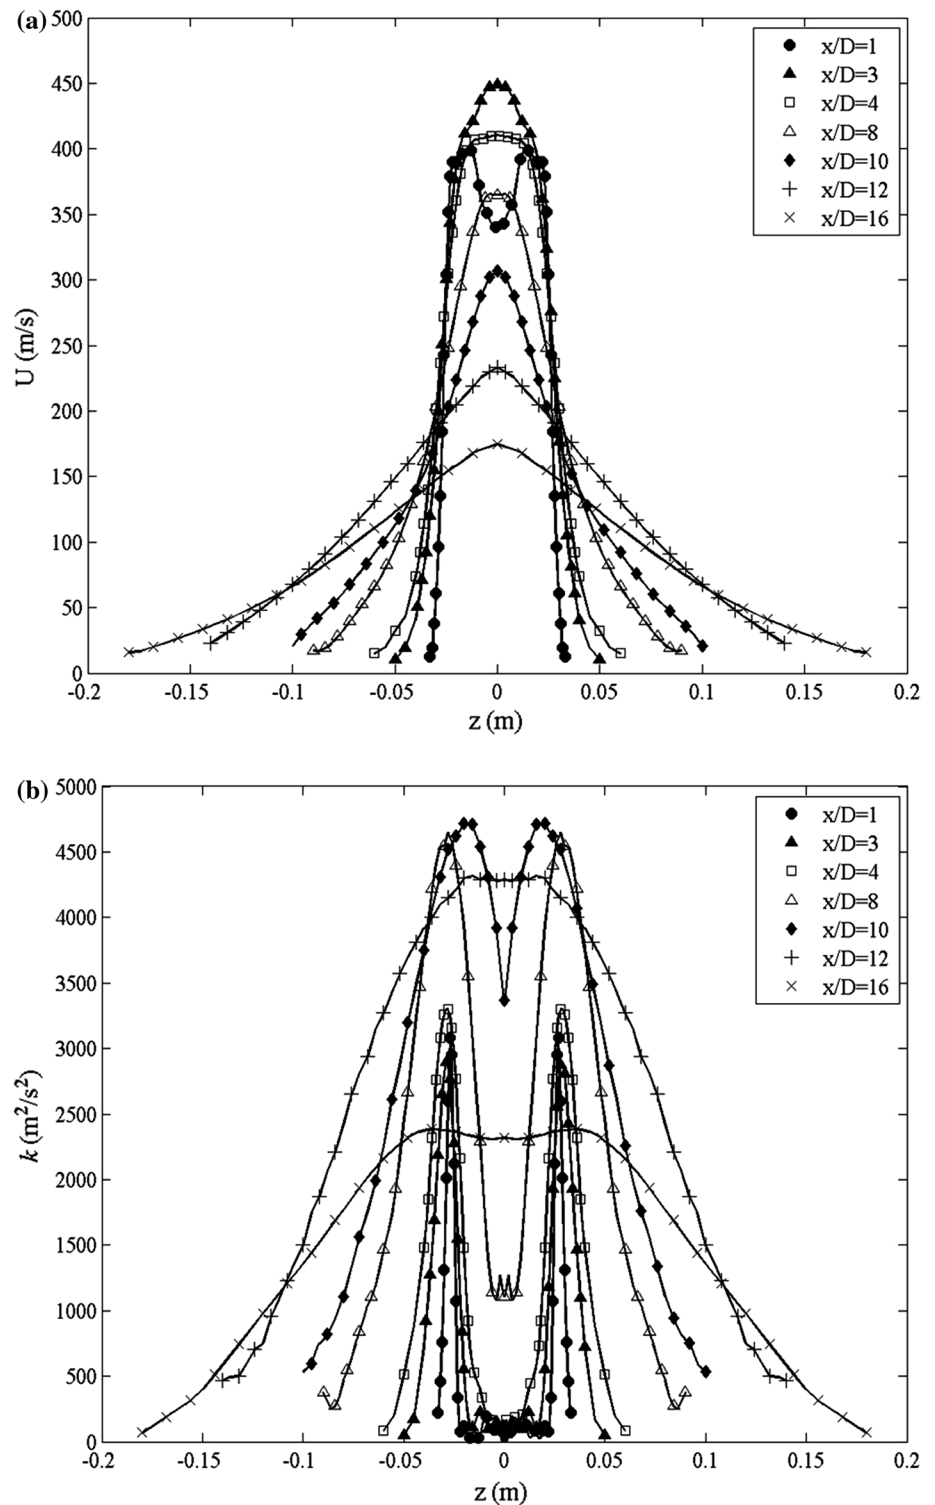 (a)
500
450
400
350
300
250
200
150
100
50
0
U (m/s)
-0.2 -0.15 -0.1 -0.05 0 0.05 0.1 0.15 0.2
z (m)
x/D=1
x/D=3
x/D=4
x/D=8
x/D=10
x/D=12
x/D=16
(b)
5000
4500
4000
3500
3000
2500
2000
1500
1000
500
0
k (m²/s²)
-0.2 -0.15 -0.1 -0.05 0 0.05 0.1 0.15 0.2
z (m)
x/D=1
x/D=3
x/D=4
x/D=8
x/D=10
x/D=12
x/D=16